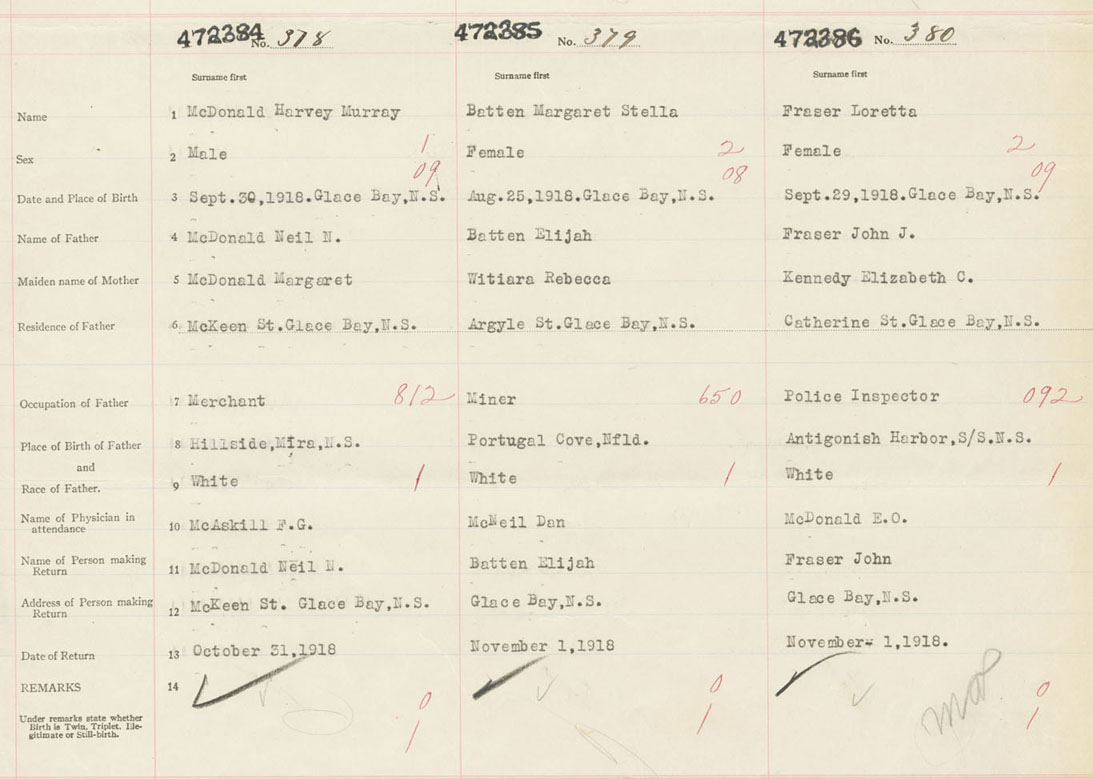 472384 No. 378 472385 No. 379 472386 No. 380
Surname first Surname first Surname first
Name 1 McDonald Harvey Murray Batten Margaret Stella Fraser Loretta
Sex 2 Male 1 Female 2 Female 2
09 08 09
Date and Place of Birth 3 Sept.30,1918.Glace Bay,N.S. Aug.25,1918.Glace Bay,N.S. Sept.29,1918.Glace Bay,N.S.
Name of Father 4 McDonald Neil N. Batten Elijah Fraser John J.
Maiden name of Mother 5 McDonald Margaret Witiara Rebecca Kennedy Elizabeth C.
Residence of Father 6 McKeen St.Glace Bay,N.S. Argyle St.Glace Bay,N.S. Catherine St.Glace Bay,N.S.
Occupation of Father 7 Merchant 812 Miner 650 Police Inspector 092
Place of Birth of Father 8 Hillside,Mira,N.S. Portugal Cove,Nfld. Antigonish Harbor,S/S.N.S.
and
Race of Father. 9 White 1 White 1 White 1
Name of Physician in
attendance 10 McAskill F.G. McNeil Dan McDonald E.O.
Name of Person making
Return 11 McDonald Neil N. Batten Elijah Fraser John
Address of Person making
Return 12 McKeen St. Glace Bay,N.S. Glace Bay,N.S. Glace Bay,N.S.
Date of Return 13 October 31,1918 November 1,1918 November 1,1918.
REMARKS 14 0 0 0
Under remarks state whether
Birth is Twin, Triplet, Ille-
gitimate or Still-birth.
1 1 1